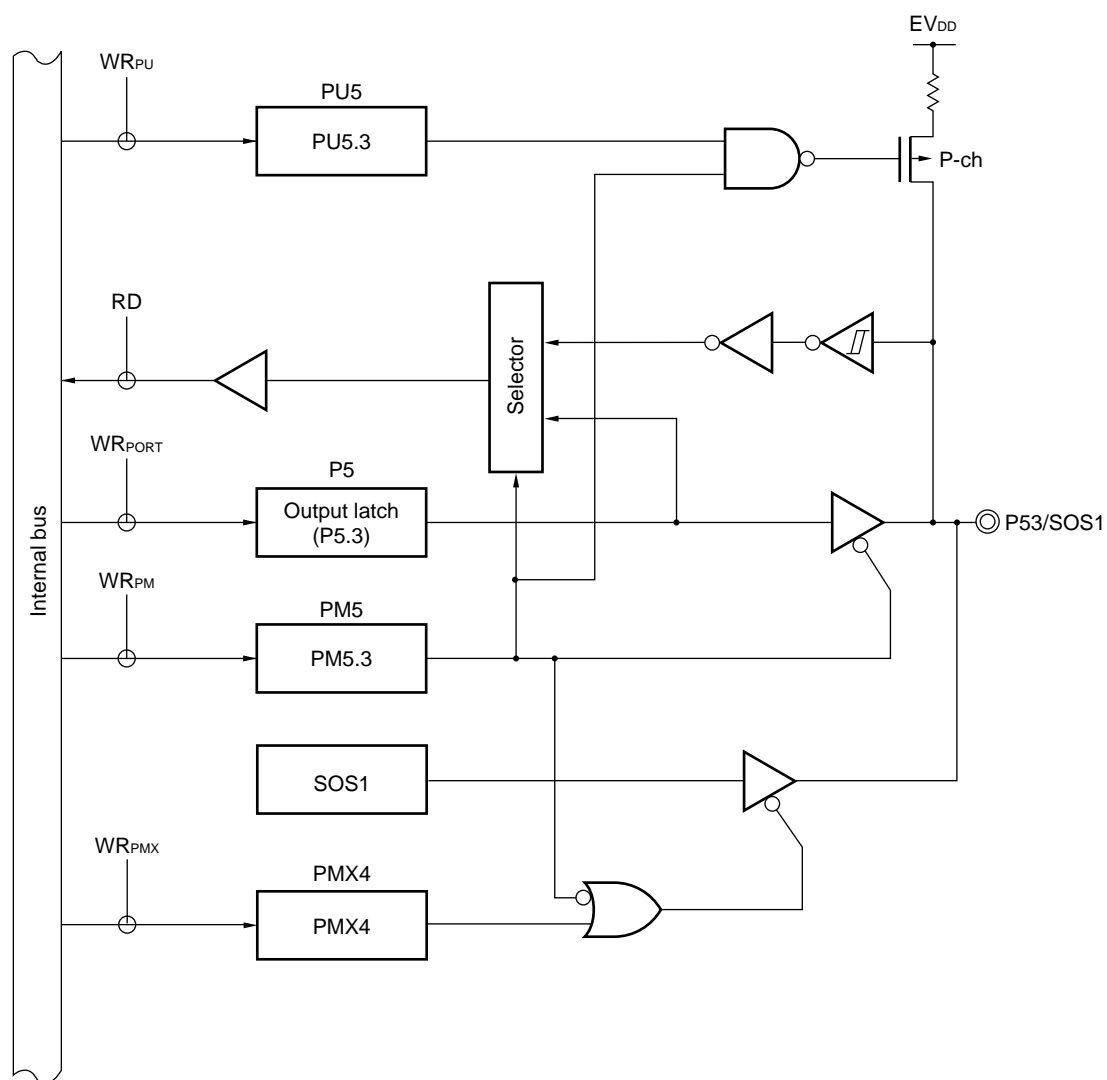 EVDD
WRPU
PU5
PU5.3
P-ch
RD
Selector
WRPORT
P5
Output latch
(P5.3)
P53/SOS1
Internal bus
WRPM
PM5
PM5.3
SOS1
WRPMX
PMX4
PMX4